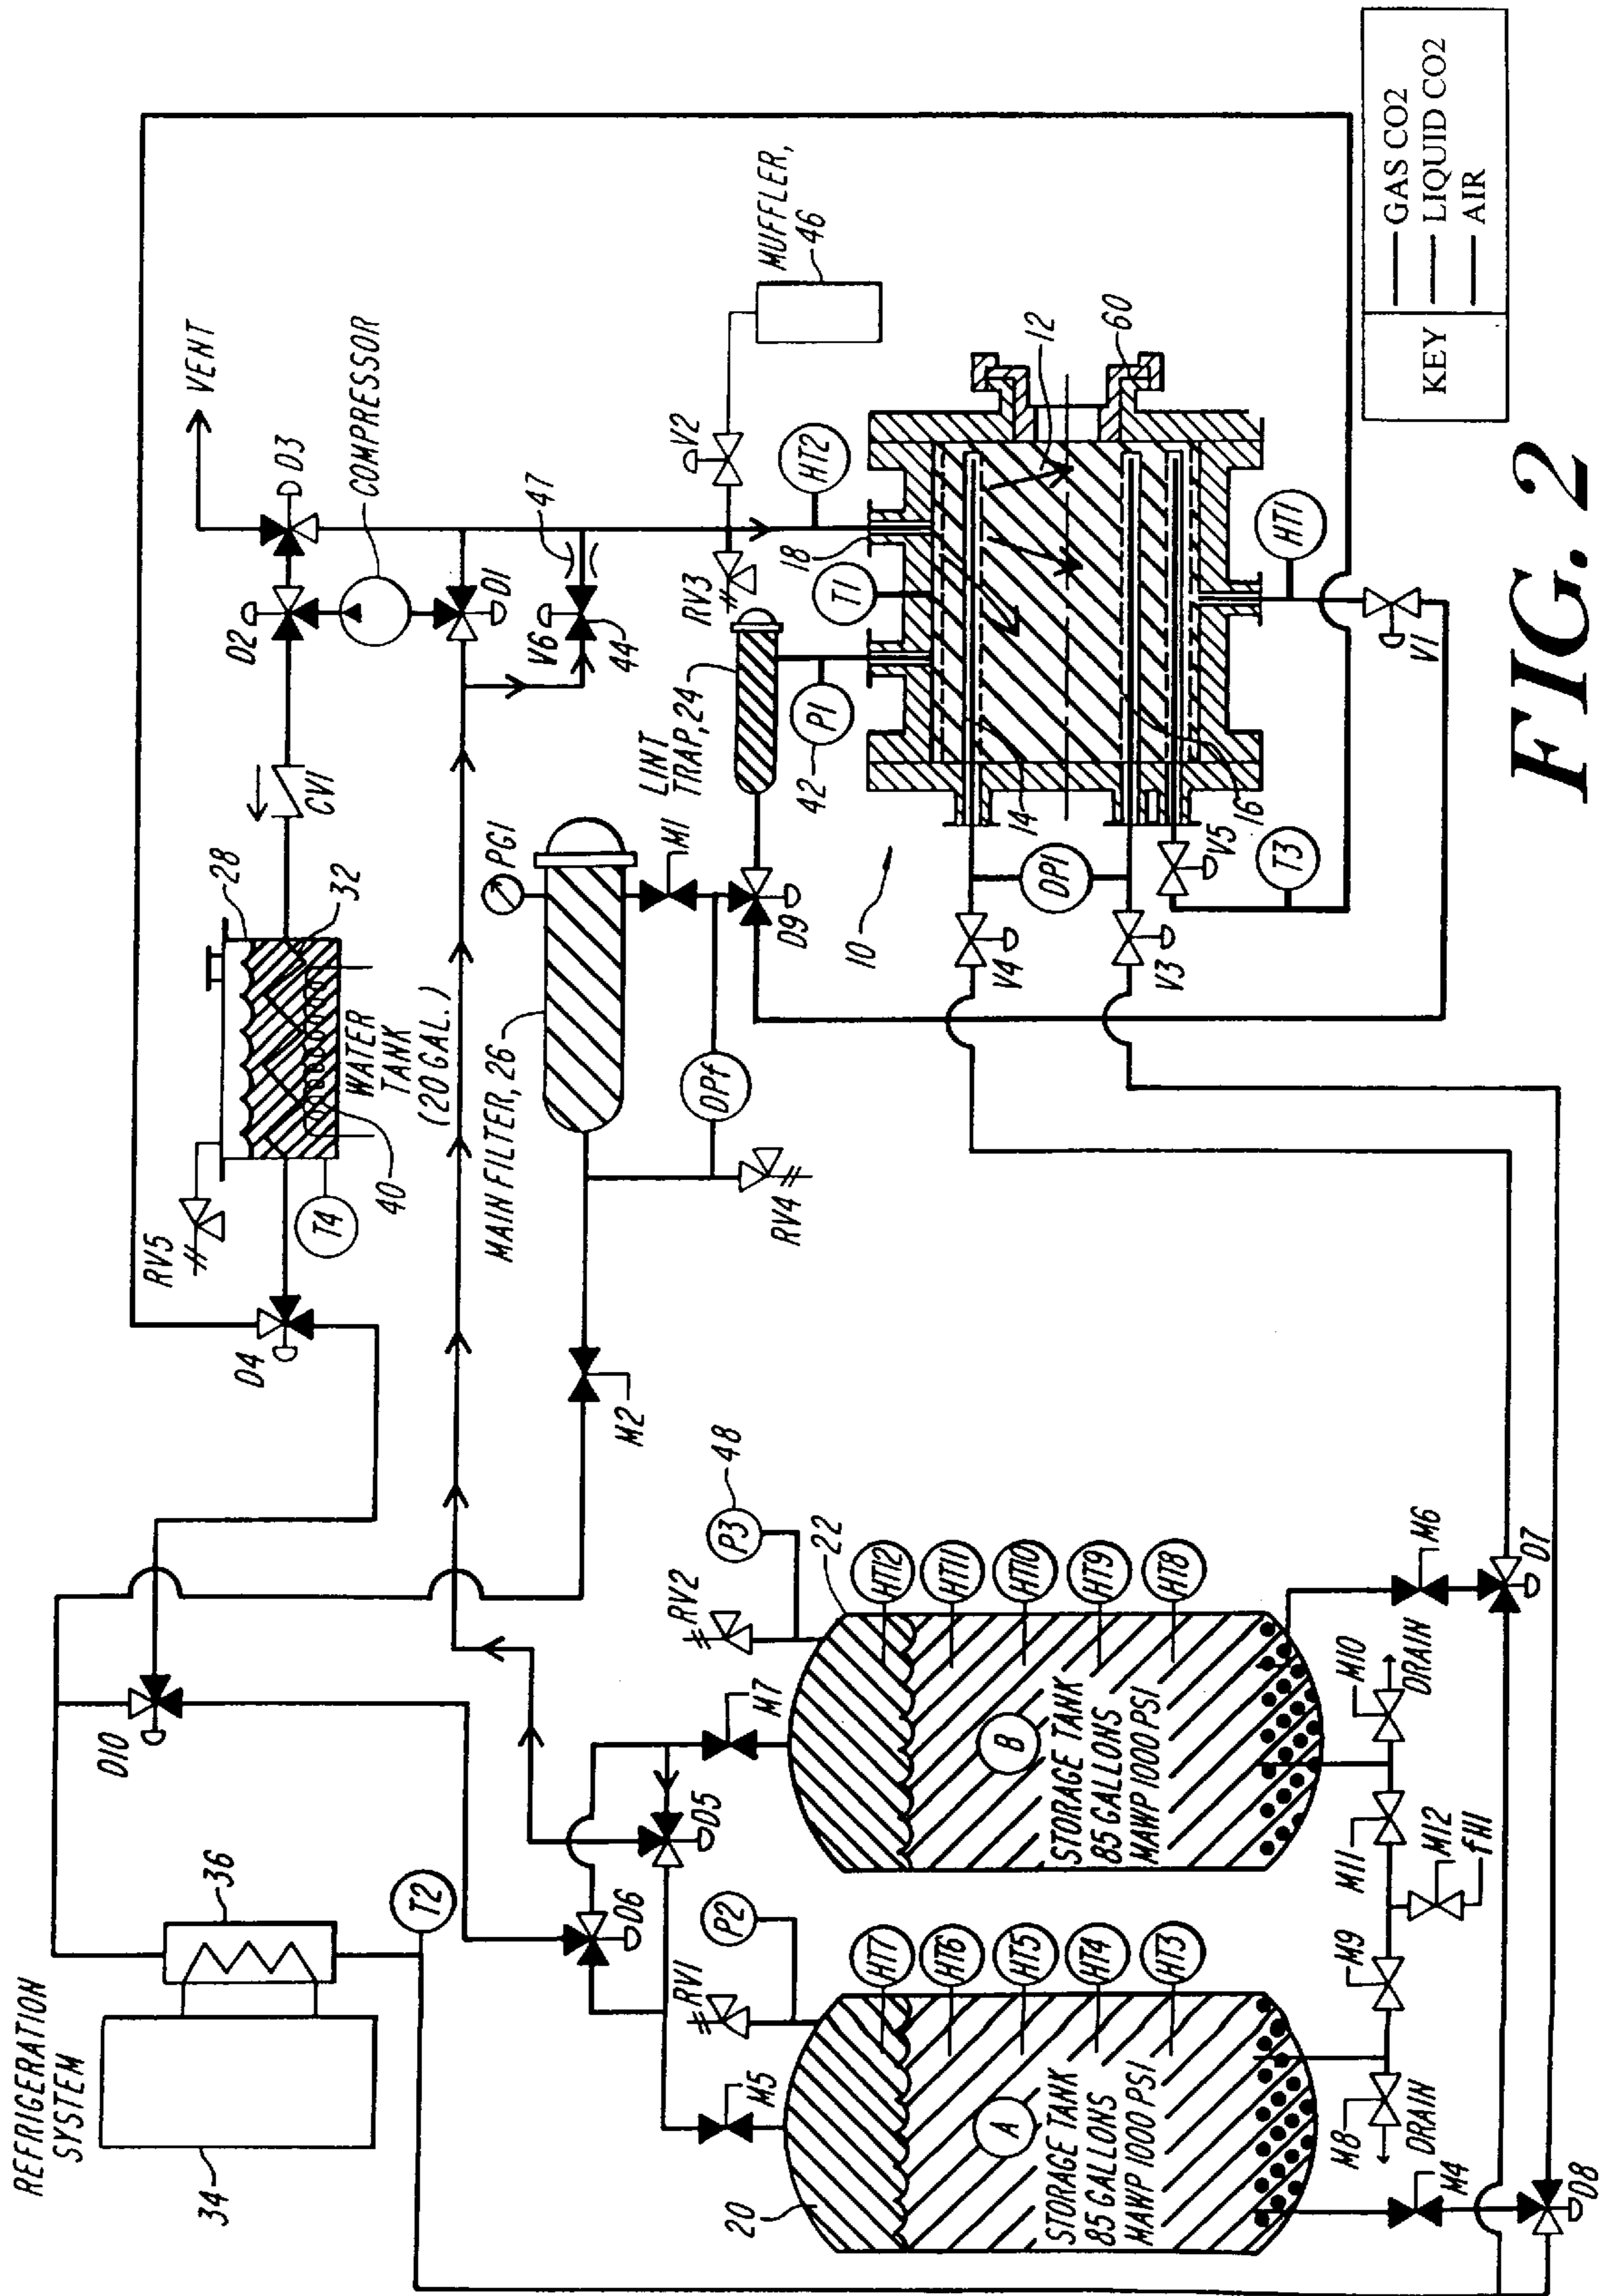 REFRIGERATION
SYSTEM
34
36
T2
D10
D4
RV5
T4
40
WATER
TANK
(20 GAL.)
28
32
CV1
D2
COMPRESSOR
D3
VENT
D1
V6
44
47
MAIN FILTER, 26
PG1
M1
LINT
TRAP, 24
DPf
RV4
M2
D9
P1
42
RV3
V2
MUFFLER,
46
T1
18
HT2
12
60
14
16
10
DP1
V4
V3
V5
T3
HT1
V1
D6
D5
M5
M7
RV1
P2
RV2
P3
48
20
22
HT7
HT6
HT5
HT4
HT3
A
STORAGE TANK
85 GALLONS
MAWP 1000 PSI
HT12
HT11
HT10
HT9
HT8
B
STORAGE TANK
85 GALLONS
MAWP 1000 PSI
M8
DRAIN
M9
M11
M12
fH1
M10
DRAIN
M4
M6
D8
D7
KEY
GAS CO2
LIQUID CO2
AIR
FIG. 2